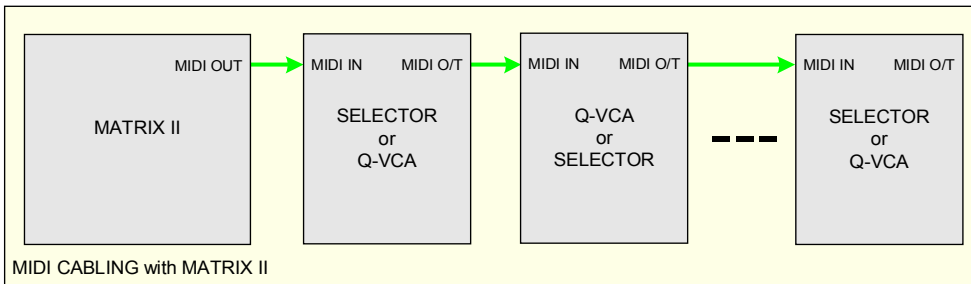 MIDI OUT
MATRIX II
MIDI IN MIDI O/T
SELECTOR
or
Q-VCA
MIDI IN MIDI O/T
Q-VCA
or
SELECTOR
MIDI IN MIDI O/T
SELECTOR
or
Q-VCA
MIDI CABLING with MATRIX II